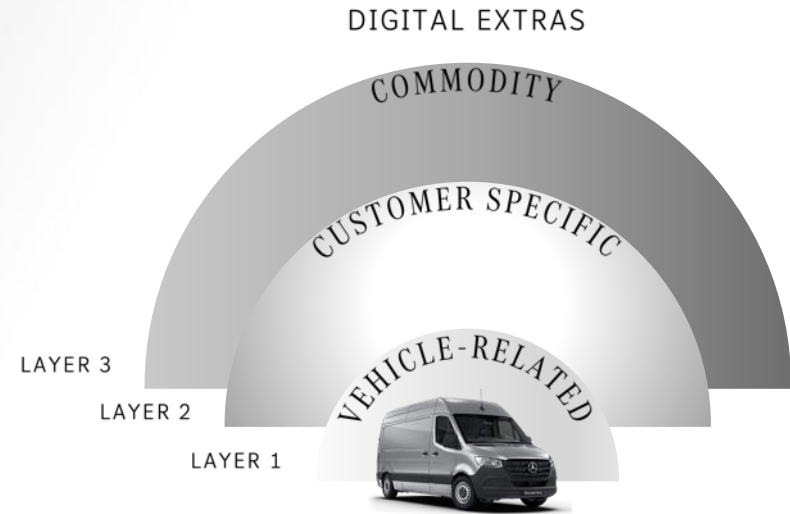 DIGITAL EXTRAS
COMMODITY
CUSTOMER SPECIFIC
VEHICLE-RELATED
LAYER 3
LAYER 2
LAYER 1